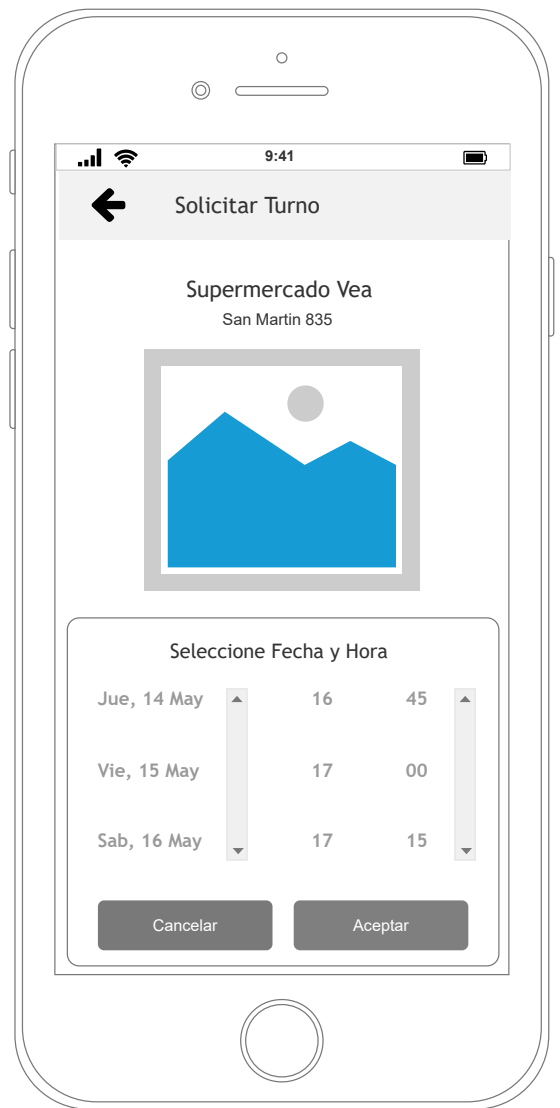 9:41
Solicitar Turno
Supermercado Vea
San Martin 835
Seleccione Fecha y Hora
Jue, 14 May 16 45
Vie, 15 May 17 00
Sab, 16 May 17 15
Cancelar Aceptar